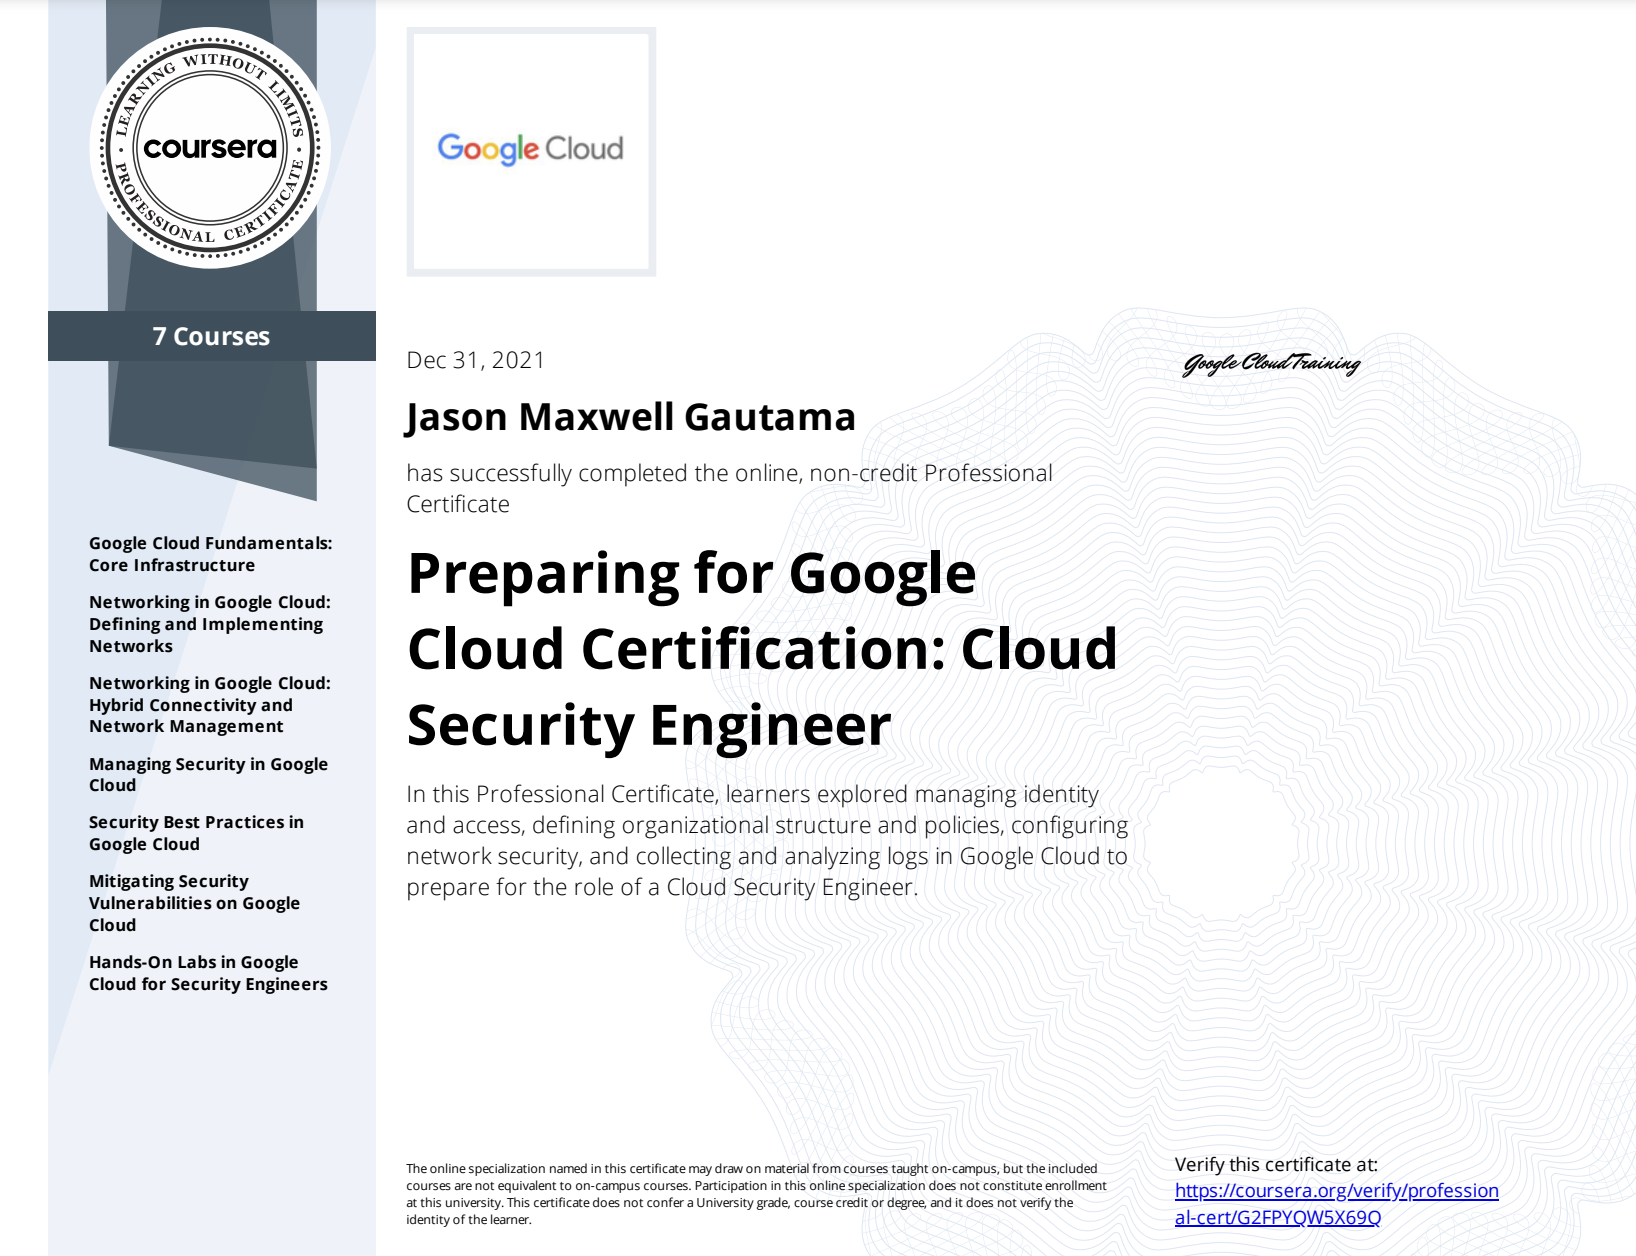 LEARNING WITHOUT LIMITS
coursera
PROFESSIONAL CERTIFICATE
7 Courses
Google Cloud Fundamentals:
Core Infrastructure
Networking in Google Cloud:
Defining and Implementing
Networks
Networking in Google Cloud:
Hybrid Connectivity and
Network Management
Managing Security in Google
Cloud
Security Best Practices in
Google Cloud
Mitigating Security
Vulnerabilities on Google
Cloud
Hands-On Labs in Google
Cloud for Security Engineers
Google Cloud
Dec 31, 2021
Jason Maxwell Gautama
has successfully completed the online, non-credit Professional
Certificate
Preparing for Google
Cloud Certification: Cloud
Security Engineer
In this Professional Certificate, learners explored managing identity
and access, defining organizational structure and policies, configuring
network security, and collecting and analyzing logs in Google Cloud to
prepare for the role of a Cloud Security Engineer.
Google Cloud Training
The online specialization named in this certificate may draw on material from courses taught on-campus, but the included
courses are not equivalent to on-campus courses. Participation in this online specialization does not constitute enrollment
at this university. This certificate does not confer a University grade, course credit or degree, and it does not verify the
identity of the learner.
Verify this certificate at:
https://coursera.org/verify/profession
al-cert/G2FPYQW5X69Q